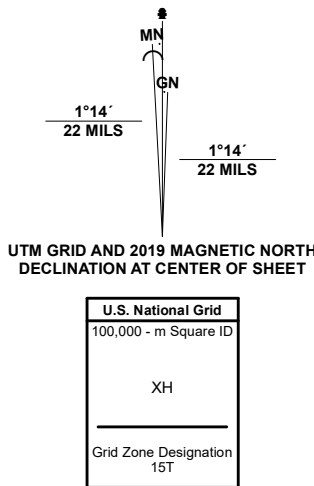 MN
GN
1°14´
22 MILS
1°14´
22 MILS
UTM GRID AND 2019 MAGNETIC NORTH
DECLINATION AT CENTER OF SHEET
U.S. National Grid
100,000 - m Square ID
XH
Grid Zone Designation
15T